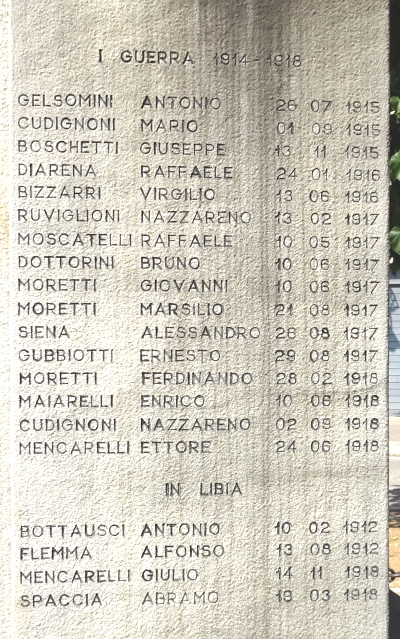 I GUERRA 1914-1918
GELSOMINI ANTONIO 26 07 1915
CUDIGNONI MARIO 01 09 1915
BOSCHETTI GIUSEPPE 13 11 1915
DIARENA RAFFAELE 24 01 1916
BIZZARRI VIRGILIO 13 06 1916
RUVIGLIONI NAZZARENO 13 02 1917
MOSCATELLI RAFFAELE 10 05 1917
DOTTORINI BRUNO 10 06 1917
MORETTI GIOVANNI 10 06 1917
MORETTI MARSILIO 21 08 1917
SIENA ALESSANDRO 26 08 1917
GUBBIOTTI ERNESTO 29 08 1917
MORETTI FERDINANDO 28 02 1918
MAIARELLI ENRICO 10 06 1918
CUDIGNONI NAZZARENO 02 09 1918
MENCARELLI ETTORE 24 06 1918
IN LIBIA
BOTTAUSCI ANTONIO 10 02 1912
FLEMMA ALFONSO 13 08 1912
MENCARELLI GIULIO 14 11 1918
SPACCIA ABRAMO 19 03 1918